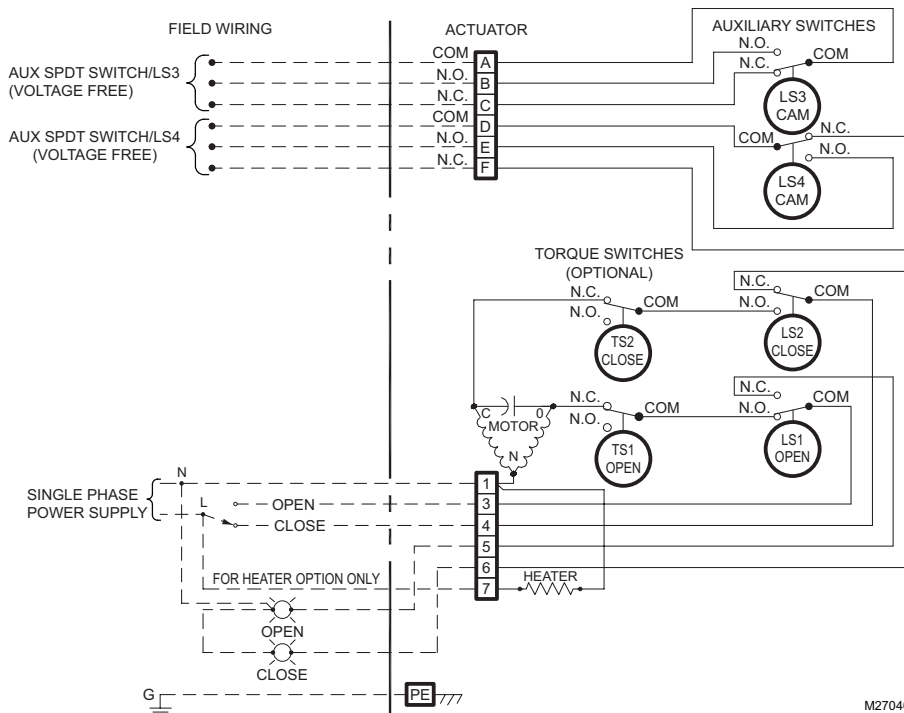 FIELD WIRING
ACTUATOR
AUXILIARY SWITCHES
AUX SPDT SWITCH/LS3
(VOLTAGE FREE)
COM
N.O.
N.C.
A
B
C
N.O.
N.C.
COM
LS3
CAM
AUX SPDT SWITCH/LS4
(VOLTAGE FREE)
COM
N.O.
N.C.
D
E
F
COM
N.C.
N.O.
LS4
CAM
TORQUE SWITCHES
(OPTIONAL)
N.C.
N.O.
COM
TS2
CLOSE
N.C.
N.O.
COM
LS2
CLOSE
C
0
MOTOR
N
N.C.
N.O.
COM
TS1
OPEN
N.C.
N.O.
COM
LS1
OPEN
SINGLE PHASE
POWER SUPPLY
N
L
OPEN
CLOSE
1
3
4
5
6
7
FOR HEATER OPTION ONLY
HEATER
OPEN
CLOSE
G
PE